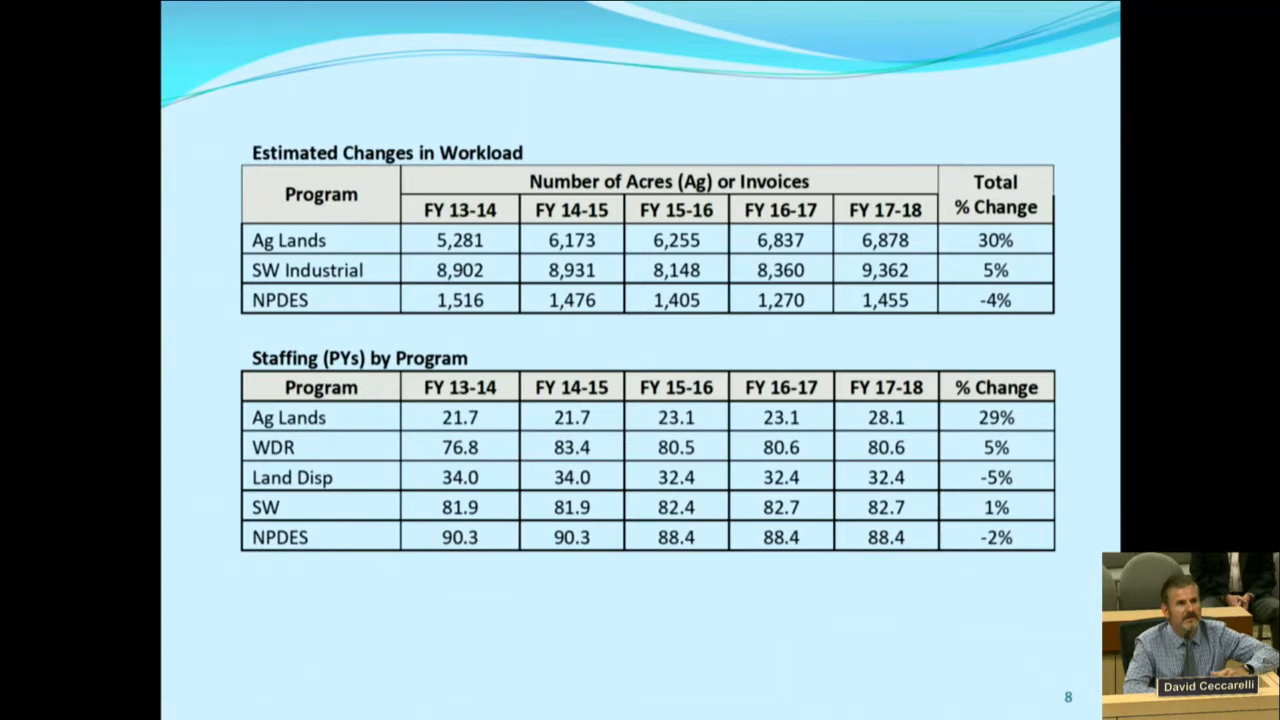 Estimated Changes in Workload
Program Number of Acres (Ag) or Invoices Total % Change
FY 13-14 FY 14-15 FY 15-16 FY 16-17 FY 17-18
Ag Lands 5,281 6,173 6,255 6,837 6,878 30%
SW Industrial 8,902 8,931 8,148 8,360 9,362 5%
NPDES 1,516 1,476 1,405 1,270 1,455 -4%
Staffing (PYs) by Program
Program FY 13-14 FY 14-15 FY 15-16 FY 16-17 FY 17-18 % Change
Ag Lands 21.7 21.7 23.1 23.1 28.1 29%
WDR 76.8 83.4 80.5 80.6 80.6 5%
Land Disp 34.0 34.0 32.4 32.4 32.4 -5%
SW 81.9 81.9 82.4 82.7 82.7 1%
NPDES 90.3 90.3 88.4 88.4 88.4 -2%
David Ceccarelli
8